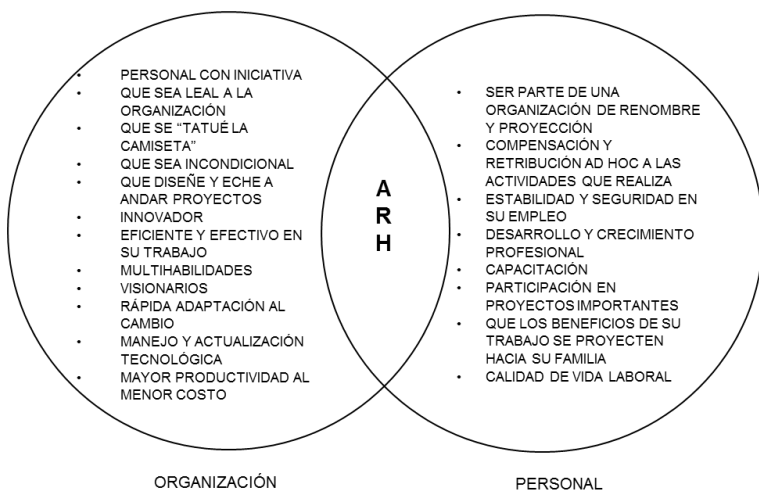 • PERSONAL CON INICIATIVA
• QUE SEA LEAL A LA
ORGANIZACIÓN
• QUE SE “TATUÉ LA
CAMISETA”
• QUE SEA INCONDICIONAL
• QUE DISEÑE Y ECHE A
ANDAR PROYECTOS
• INNOVADOR
• EFICIENTE Y EFECTIVO EN
SU TRABAJO
• MULTIHABILIDADES
• VISIONARIOS
• RÁPIDA ADAPTACIÓN AL
CAMBIO
• MANEJO Y ACTUALIZACIÓN
TECNOLÓGICA
• MAYOR PRODUCTIVIDAD AL
MENOR COSTO
A
R
H
• SER PARTE DE UNA
ORGANIZACIÓN DE RENOMBRE
Y PROYECCIÓN
• COMPENSACIÓN Y
RETRIBUCIÓN AD HOC A LAS
ACTIVIDADES QUE REALIZA
• ESTABILIDAD Y SEGURIDAD EN
SU EMPLEO
• DESARROLLO Y CRECIMIENTO
PROFESIONAL
• CAPACITACIÓN
• PARTICIPACIÓN EN
PROYECTOS IMPORTANTES
• QUE LOS BENEFICIOS DE SU
TRABAJO SE PROYECTEN
HACIA SU FAMILIA
• CALIDAD DE VIDA LABORAL
ORGANIZACIÓN
PERSONAL